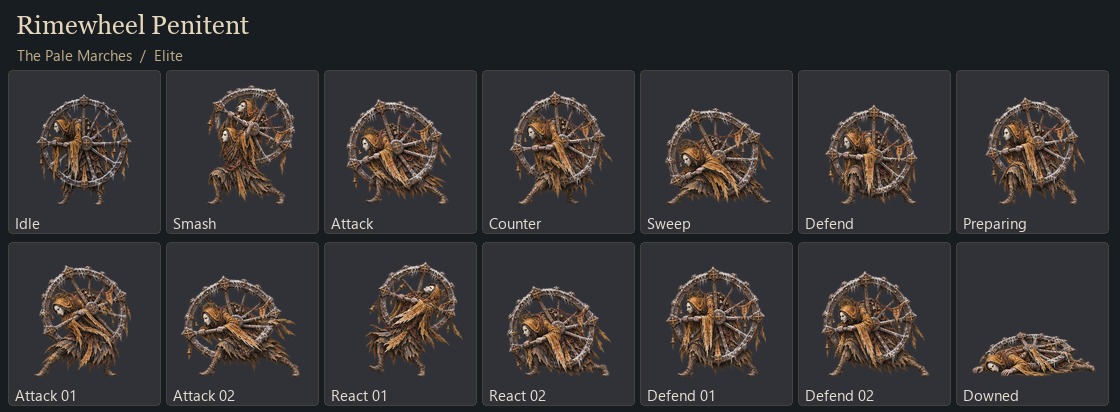 Rimewheel Penitent
The Pale Marches / Elite
Idle
Smash
Attack
Counter
Sweep
Defend
Preparing
Attack 01
Attack 02
React 01
React 02
Defend 01
Defend 02
Downed